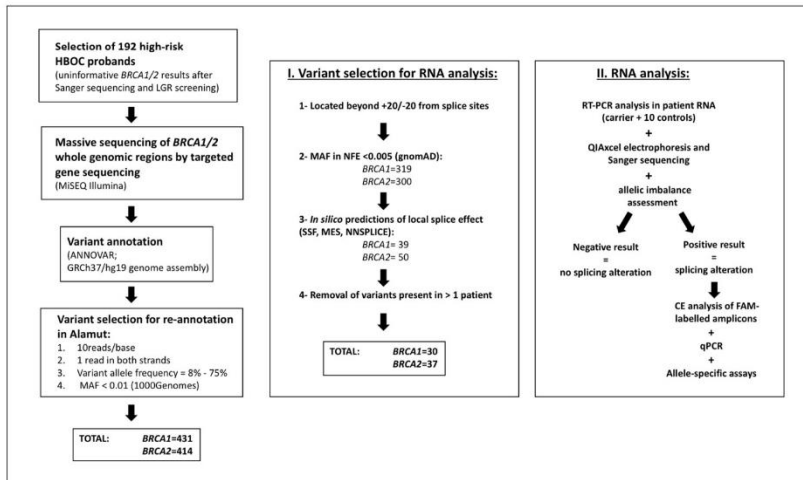 Selection of 192 high-risk
HBOC probands
(uninformative BRCA1/2 results after
Sanger sequencing and LGR screening)
Massive sequencing of BRCA1/2
whole genomic regions by targeted
gene sequencing
(MiSEQ Illumina)
Variant annotation
(ANNOVAR;
GRCh37/hg19 genome assembly)
Variant selection for re-annotation
in Alamut:
1. 10reads/base
2. 1 read in both strands
3. Variant allele frequency = 8% - 75%
4. MAF < 0.01 (1000Genomes)
TOTAL: BRCA1=431
BRCA2=414
I. Variant selection for RNA analysis:
1- Located beyond +20/-20 from splice sites
2- MAF in NFE <0.005 (gnomAD):
BRCA1=319
BRCA2=300
3- In silico predictions of local splice effect
(SSF, MES, NNSPLICE):
BRCA1= 39
BRCA2= 50
4- Removal of variants present in > 1 patient
TOTAL: BRCA1=30
BRCA2=37
II. RNA analysis:
RT-PCR analysis in patient RNA
(carrier + 10 controls)
+
QIAxcel electrophoresis and
Sanger sequencing
+
allelic imbalance
assessment
Negative result
=
no splicing alteration
Positive result
=
splicing alteration
CE analysis of FAM-
labelled amplicons
+
qPCR
+
Allele-specific assays